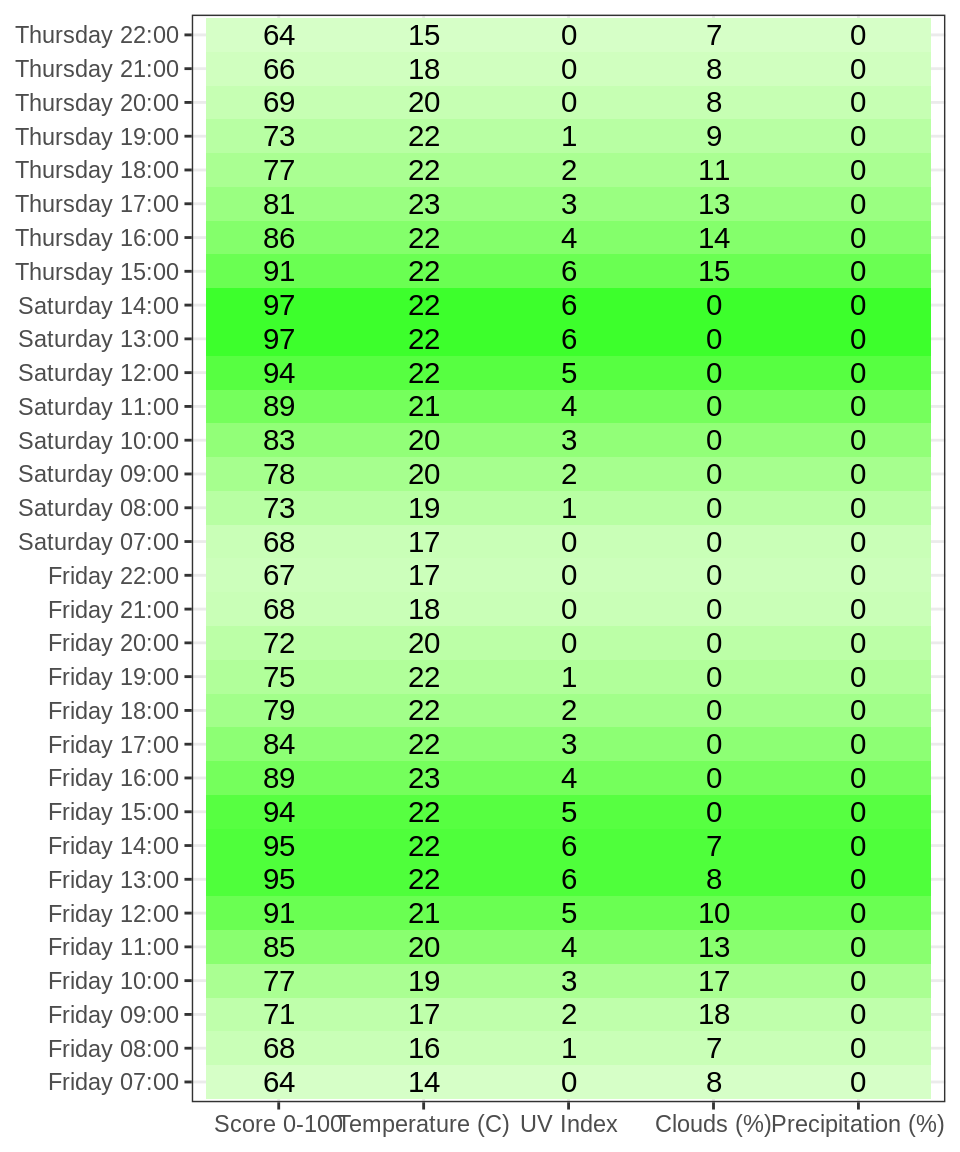 Thursday 22:00 64 15 0 7 0
Thursday 21:00 66 18 0 8 0
Thursday 20:00 69 20 0 8 0
Thursday 19:00 73 22 1 9 0
Thursday 18:00 77 22 2 11 0
Thursday 17:00 81 23 3 13 0
Thursday 16:00 86 22 4 14 0
Thursday 15:00 91 22 6 15 0
Saturday 14:00 97 22 6 0 0
Saturday 13:00 97 22 6 0 0
Saturday 12:00 94 22 5 0 0
Saturday 11:00 89 21 4 0 0
Saturday 10:00 83 20 3 0 0
Saturday 09:00 78 20 2 0 0
Saturday 08:00 73 19 1 0 0
Saturday 07:00 68 17 0 0 0
Friday 22:00 67 17 0 0 0
Friday 21:00 68 18 0 0 0
Friday 20:00 72 20 0 0 0
Friday 19:00 75 22 1 0 0
Friday 18:00 79 22 2 0 0
Friday 17:00 84 22 3 0 0
Friday 16:00 89 23 4 0 0
Friday 15:00 94 22 5 0 0
Friday 14:00 95 22 6 7 0
Friday 13:00 95 22 6 8 0
Friday 12:00 91 21 5 10 0
Friday 11:00 85 20 4 13 0
Friday 10:00 77 19 3 17 0
Friday 09:00 71 17 2 18 0
Friday 08:00 68 16 1 7 0
Friday 07:00 64 14 0 8 0
Score 0-100 Temperature (C) UV Index Clouds (%) Precipitation (%)